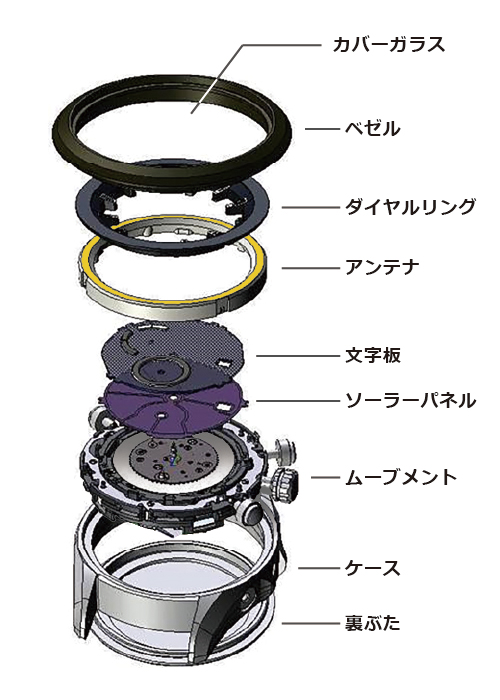 カバーガラス
ベゼル
ダイヤルリング
アンテナ
文字板
ソーラーパネル
ムーブメント
ケース
裏ぶた